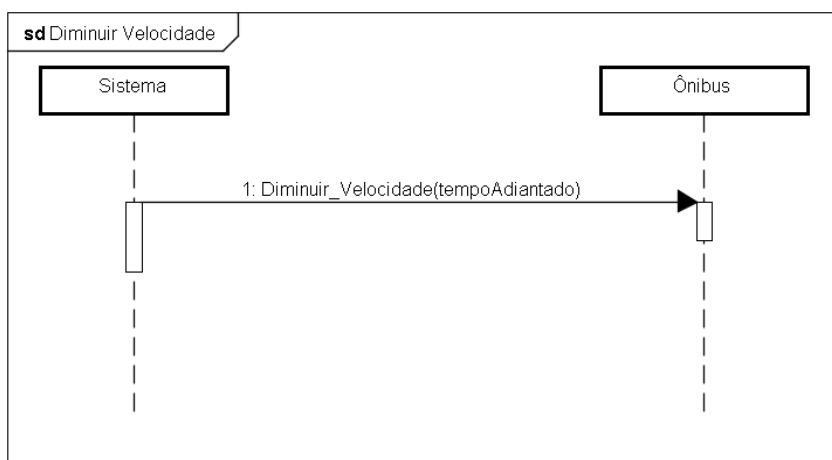 sd Diminuir Velocidade
Sistema
Ônibus
1: Diminuir_Velocidade(tempoAdiantado)